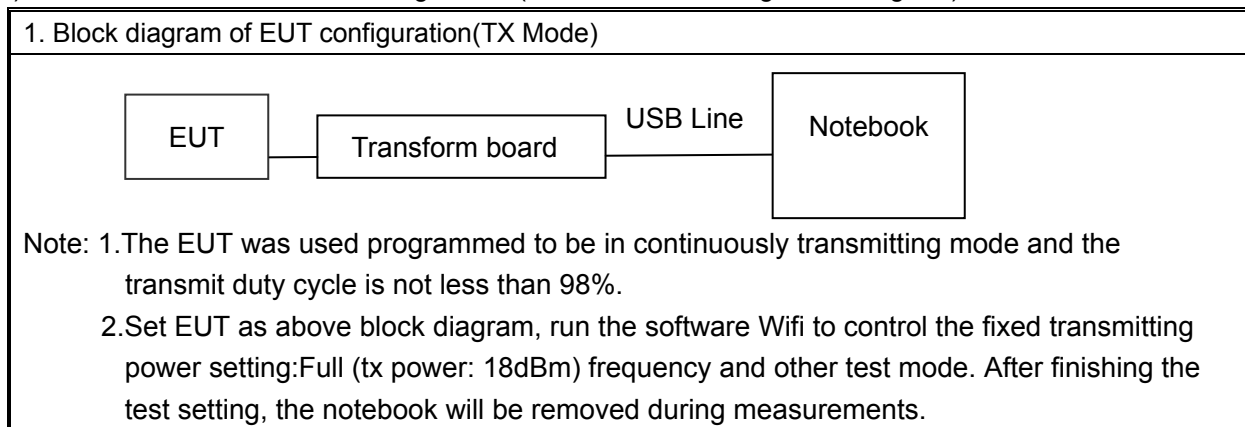 1. Block diagram of EUT configuration(TX Mode)
EUT
Transform board
USB Line
Notebook
Note: 1.The EUT was used programmed to be in continuously transmitting mode and the
transmit duty cycle is not less than 98%.
2.Set EUT as above block diagram, run the software Wifi to control the fixed transmitting
power setting:Full (tx power: 18dBm) frequency and other test mode. After finishing the
test setting, the notebook will be removed during measurements.